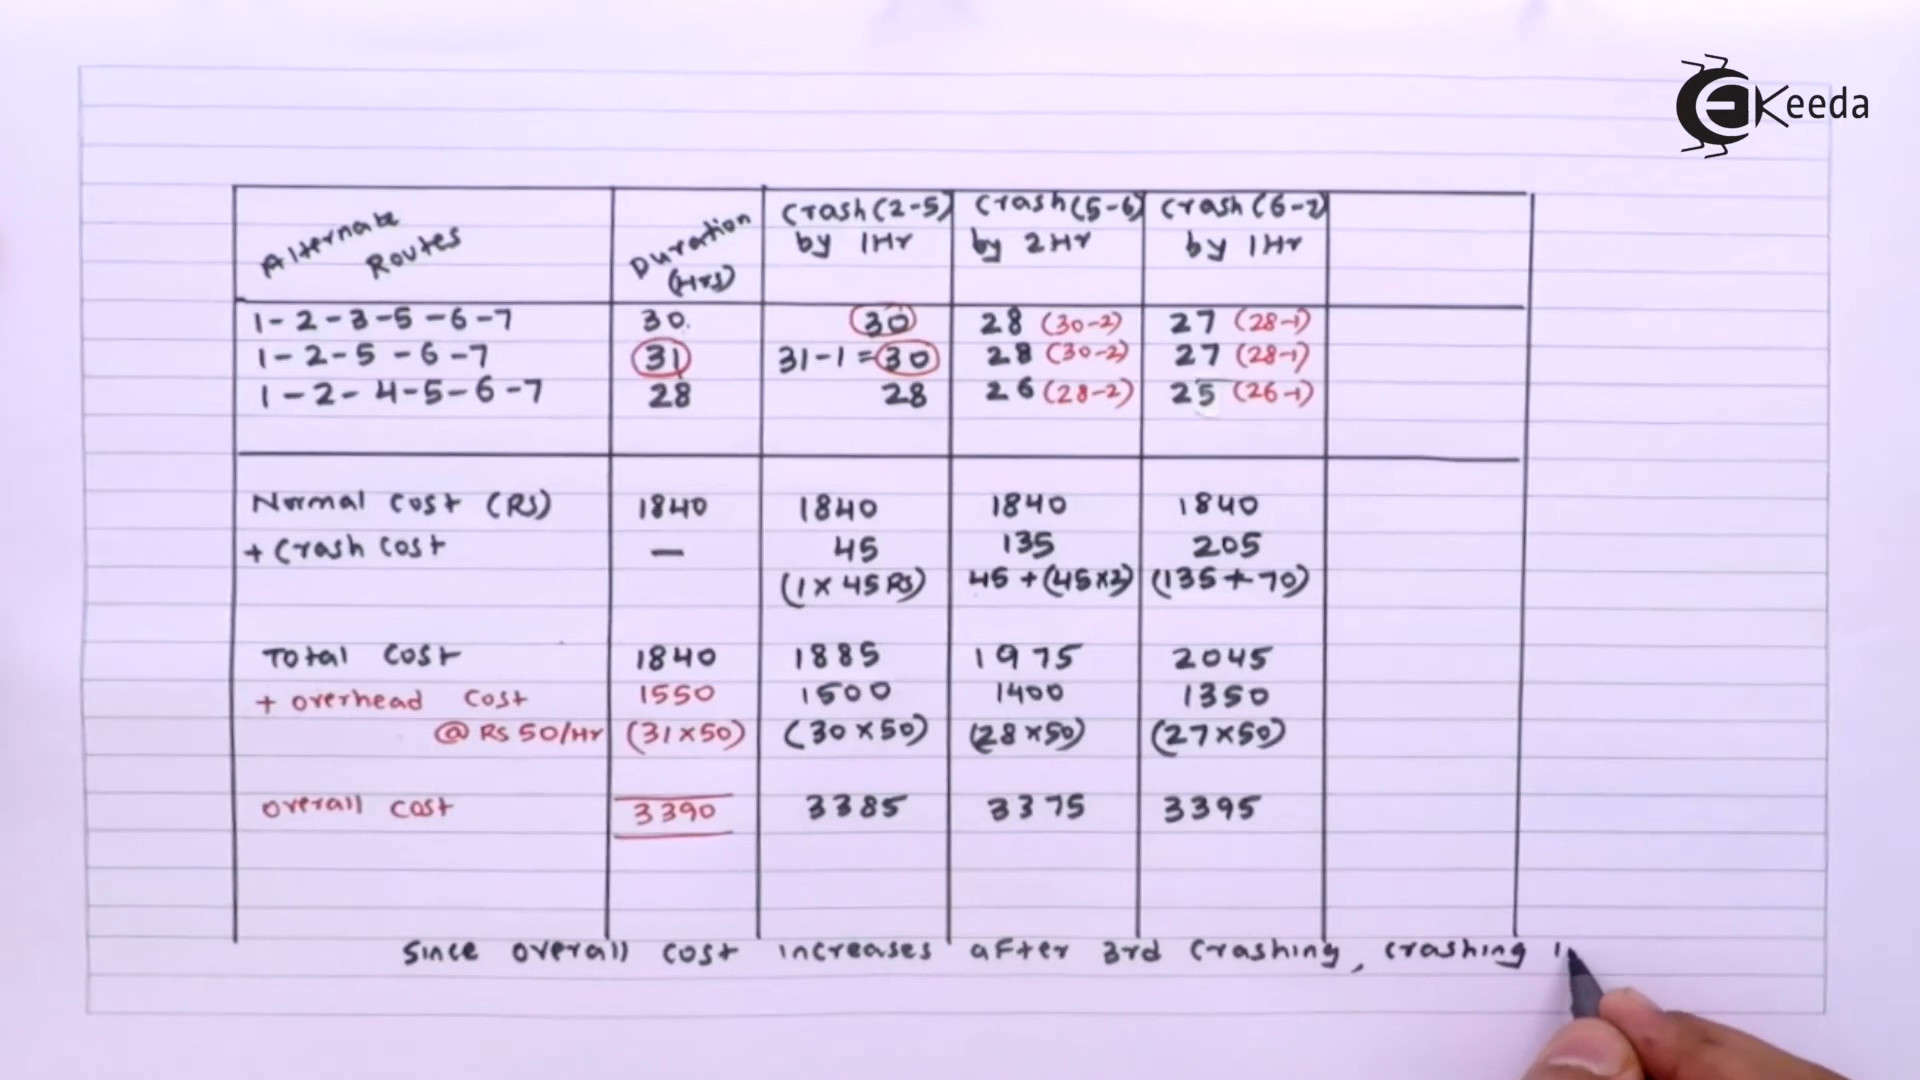 Keeda
Alternate Routes
Duration (Hrs)
Crash(2-5) by 1Hr
Crash(5-6) by 2Hr
Crash(6-7) by 1Hr
1-2-3-5-6-7 30 30 28 (30-2) 27 (28-1)
1-2-5-6-7 31 31-1=30 28 (30-2) 27 (28-1)
1-2-4-5-6-7 28 28 26 (28-2) 25 (26-1)
Normal cost (RS) 1840 1840 1840 1840
+ Crash cost — 45 135 205
(1x45 RS) 45+(45x2) (135+70)
Total cost 1840 1885 1975 2045
+ overhead cost 1550 1500 1400 1350
@ RS 50/Hr (31x50) (30x50) (28x50) (27x50)
overall cost 3390 3385 3375 3395
Since overall cost increases after 3rd crashing, crashing